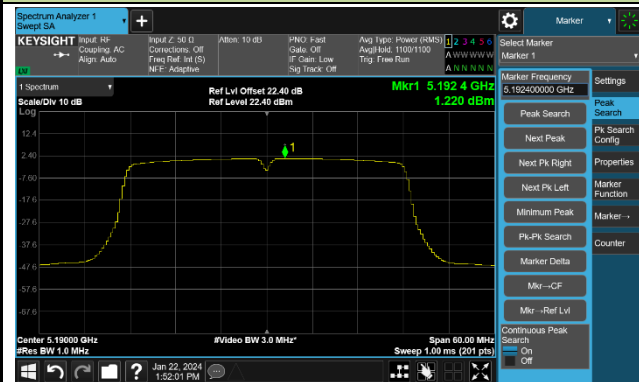 Spectrum Analyzer 1
Swept SA
+
Marker
KEYSIGHT
Input: RF
Coupling: AC
Align: Auto
Input Z: 50 Ω
Corrections: Off
Freq Ref: Int (S)
NFE: Adaptive
Atten: 10 dB
PNO: Fast
Gate: Off
IF Gain: Low
Sig Track: Off
Avg Type: Power (RMS)
Avg|Hold: 1100/1100
Trig: Free Run
1 2 3 4 5 6
A W W W W W
A N N N N N
LVI
Select Marker
Marker 1
1 Spectrum
Scale/Div 10 dB
Log
Ref Lvl Offset 22.40 dB
Ref Level 22.40 dBm
Mkr1 5.192 4 GHz
1.220 dBm
12.4
2.40
-7.60
-17.6
-27.6
-37.6
-47.6
-57.6
-67.6
1
Center 5.19000 GHz
#Res BW 1.0 MHz
#Video BW 3.0 MHz*
Span 60.00 MHz
Sweep 1.00 ms (201 pts)
Marker Frequency
5.192400000 GHz
Peak Search
Next Peak
Next Pk Right
Next Pk Left
Minimum Peak
Pk-Pk Search
Marker Delta
Mkr→CF
Mkr→Ref Lvl
Continuous Peak
Search
On
Off
Settings
Peak
Search
Pk Search
Config
Properties
Marker
Function
Marker→
Counter
?
Jan 22, 2024
1:52:01 PM